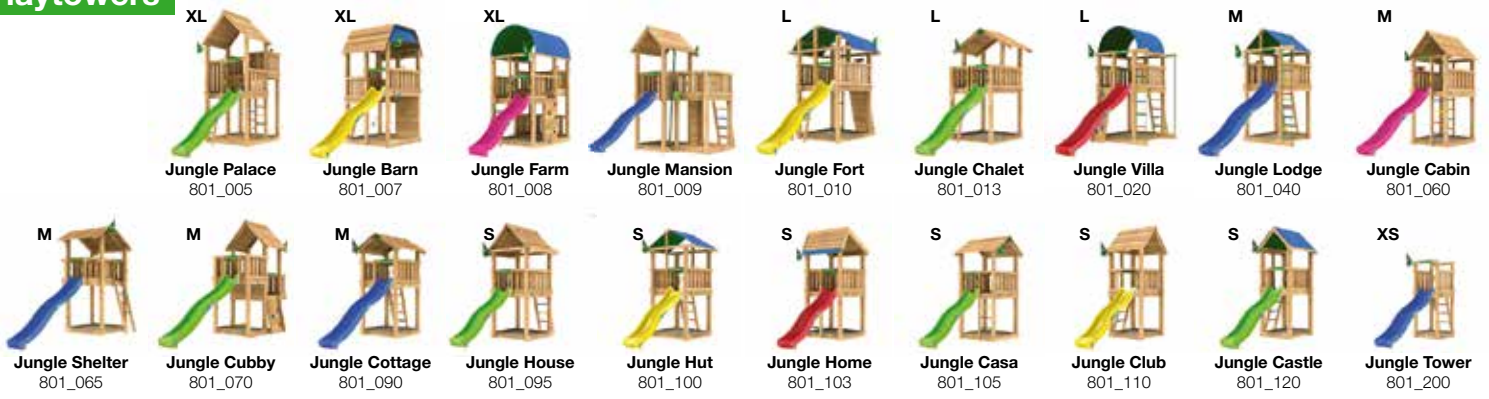 XL XL XL L L L M M
Jungle Palace Jungle Barn Jungle Farm Jungle Mansion Jungle Fort Jungle Chalet Jungle Villa Jungle Lodge Jungle Cabin
801_005 801_007 801_008 801_009 801_010 801_013 801_020 801_040 801_060
M M M S S S S S S XS
Jungle Shelter Jungle Cubby Jungle Cottage Jungle House Jungle Hut Jungle Home Jungle Casa Jungle Club Jungle Castle Jungle Tower
801_065 801_070 801_090 801_095 801_100 801_103 801_105 801_110 801_120 801_200